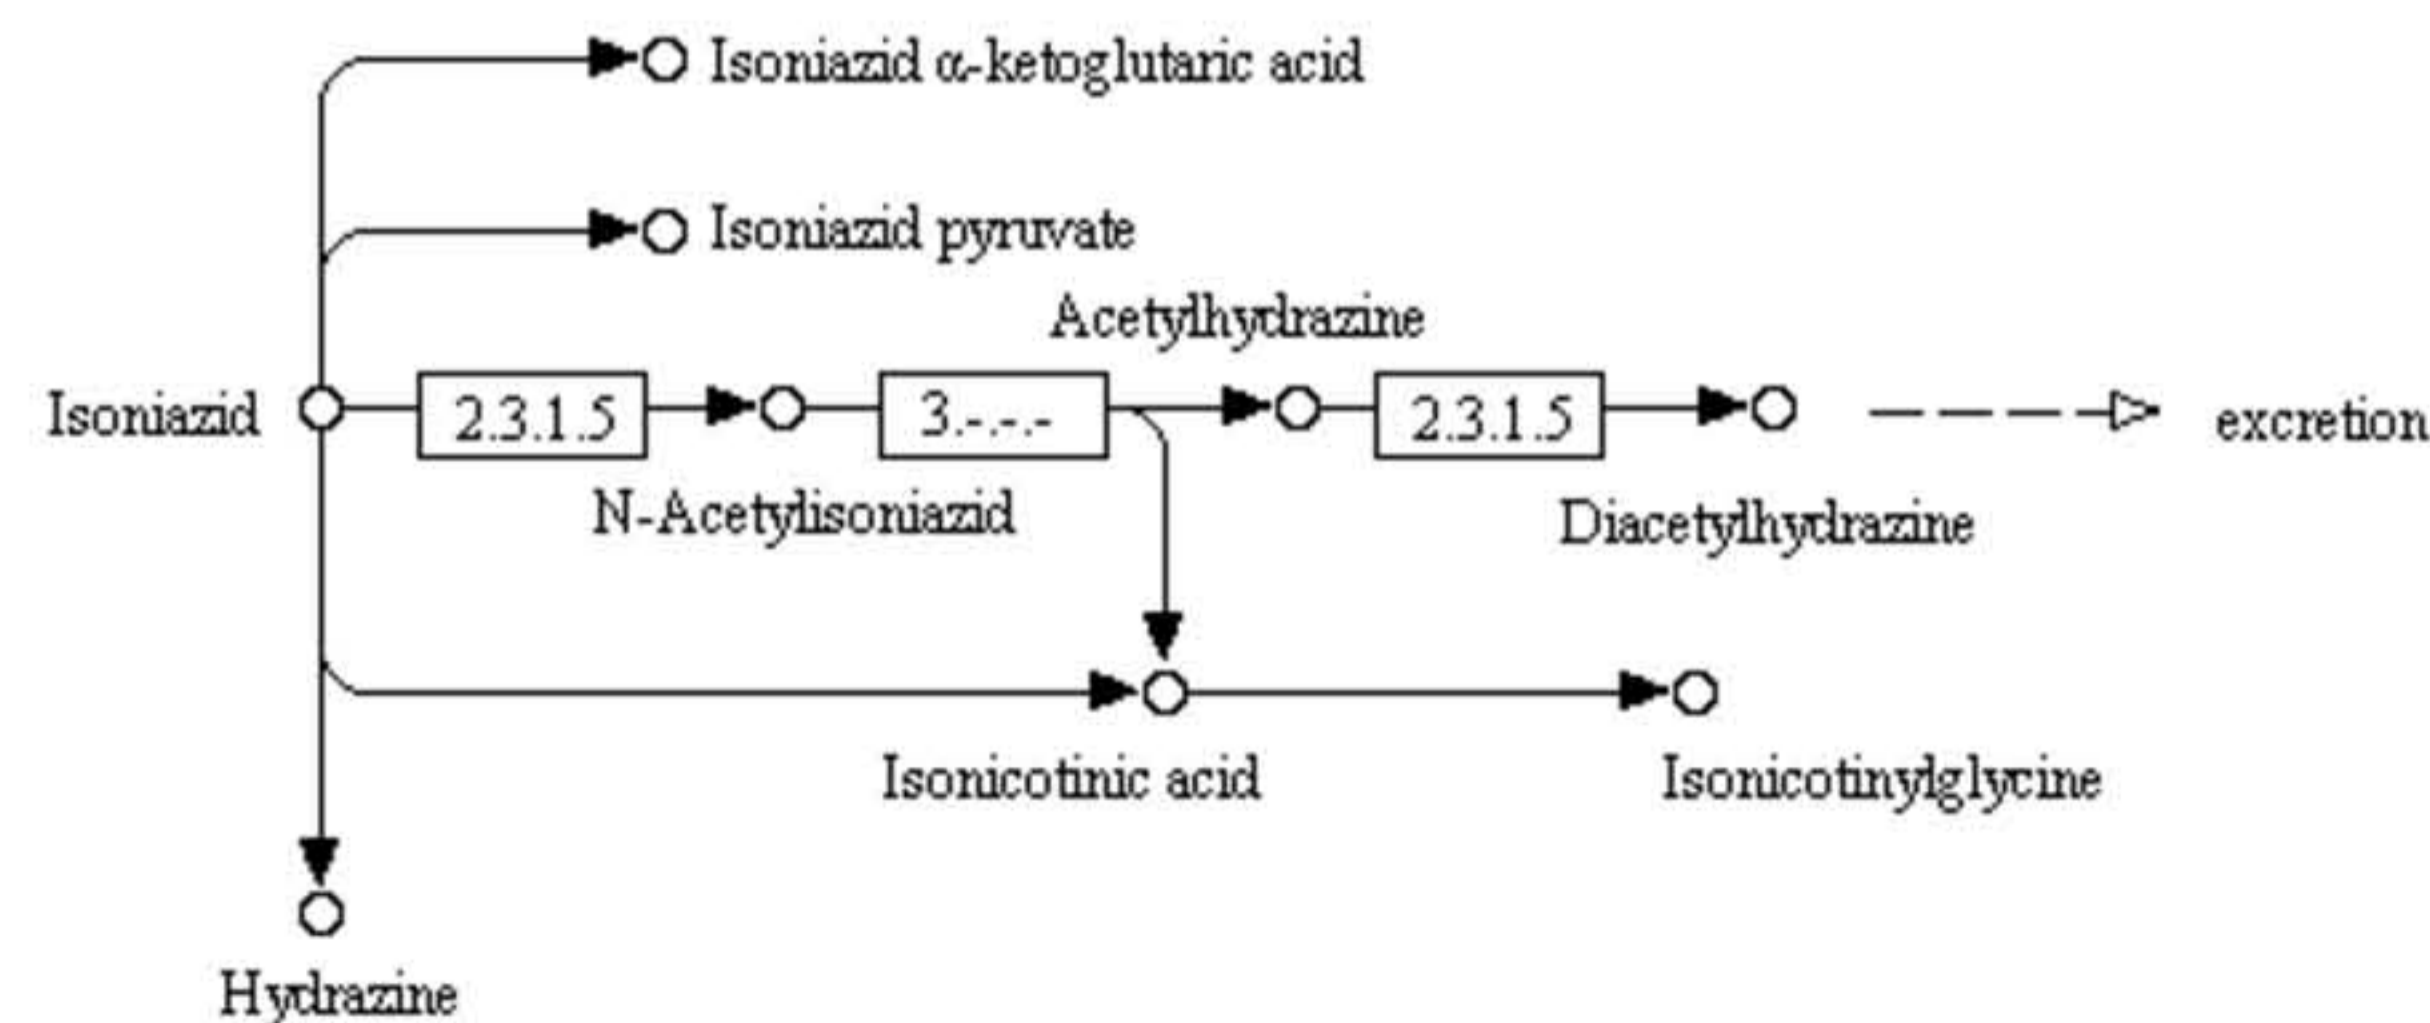 Isoniazid α-ketoglutaric acid
Isoniazid pyruvate
Acetylhydrazine
Isoniazid
2.3.1.5
3.-.-.-
2.3.1.5
excretion
N-Acetylisoniazid
Diacetylhydrazine
Isonicotinic acid
Isonicotinylglycine
Hydrazine